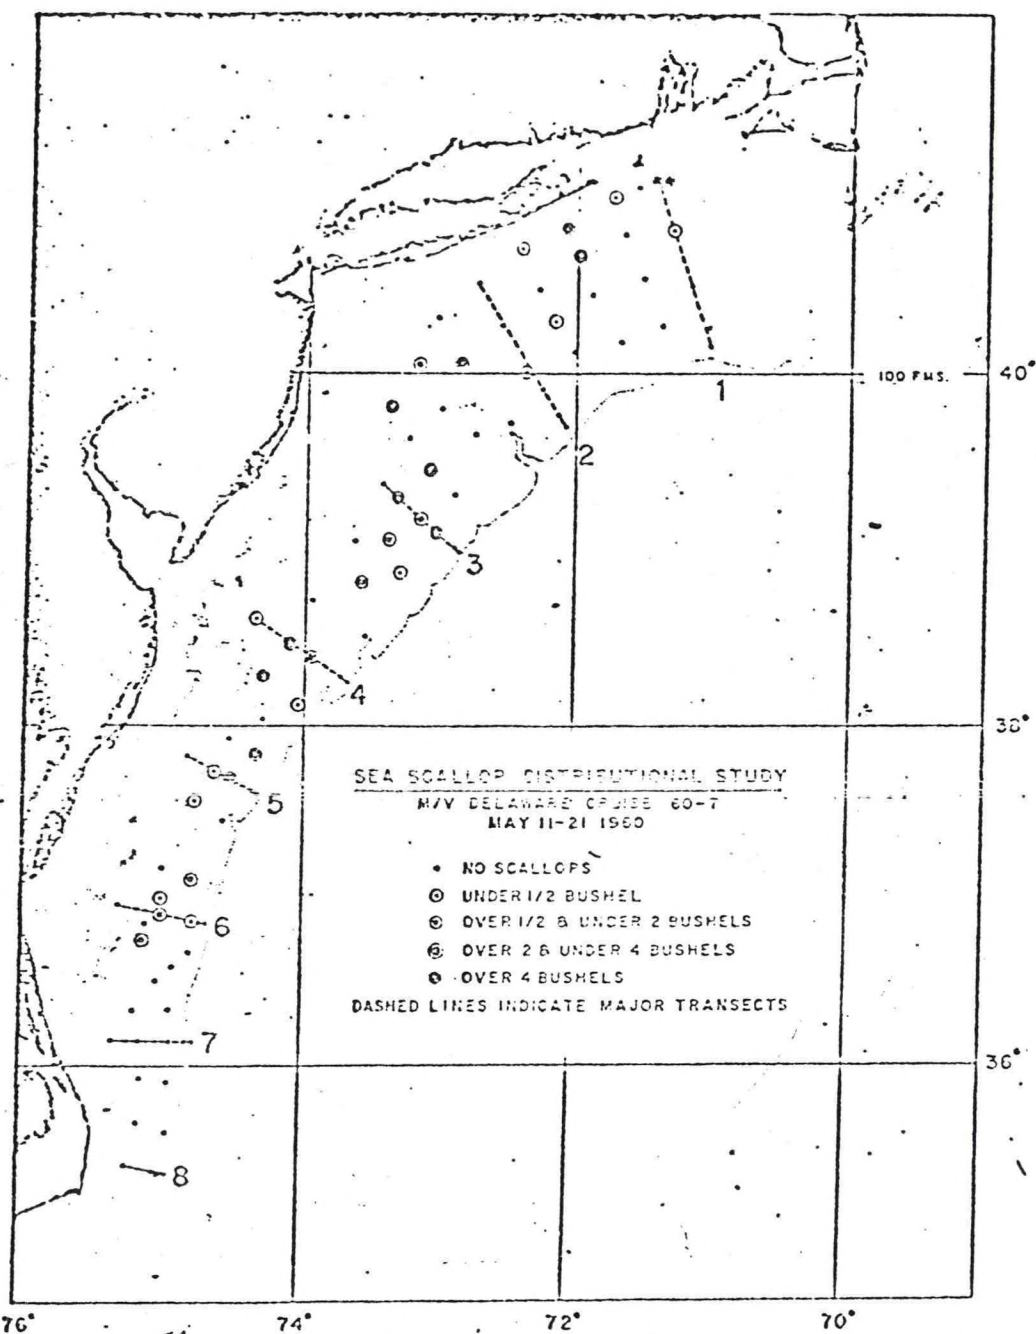 100 FMS.
40°
1
2
3
4
38°
SEA SCALLOP DISTRIBUTIONAL STUDY
M/V DELAWARE CRUISE 60-7
MAY 11-21 1960
5
• NO SCALLOPS
UNDER 1/2 BUSHEL
6
OVER 1/2 & UNDER 2 BUSHELS
OVER 2 & UNDER 4 BUSHELS
OVER 4 BUSHELS
DASHED LINES INDICATE MAJOR TRANSECTS
7
36°
8
76° 74° 72° 70°